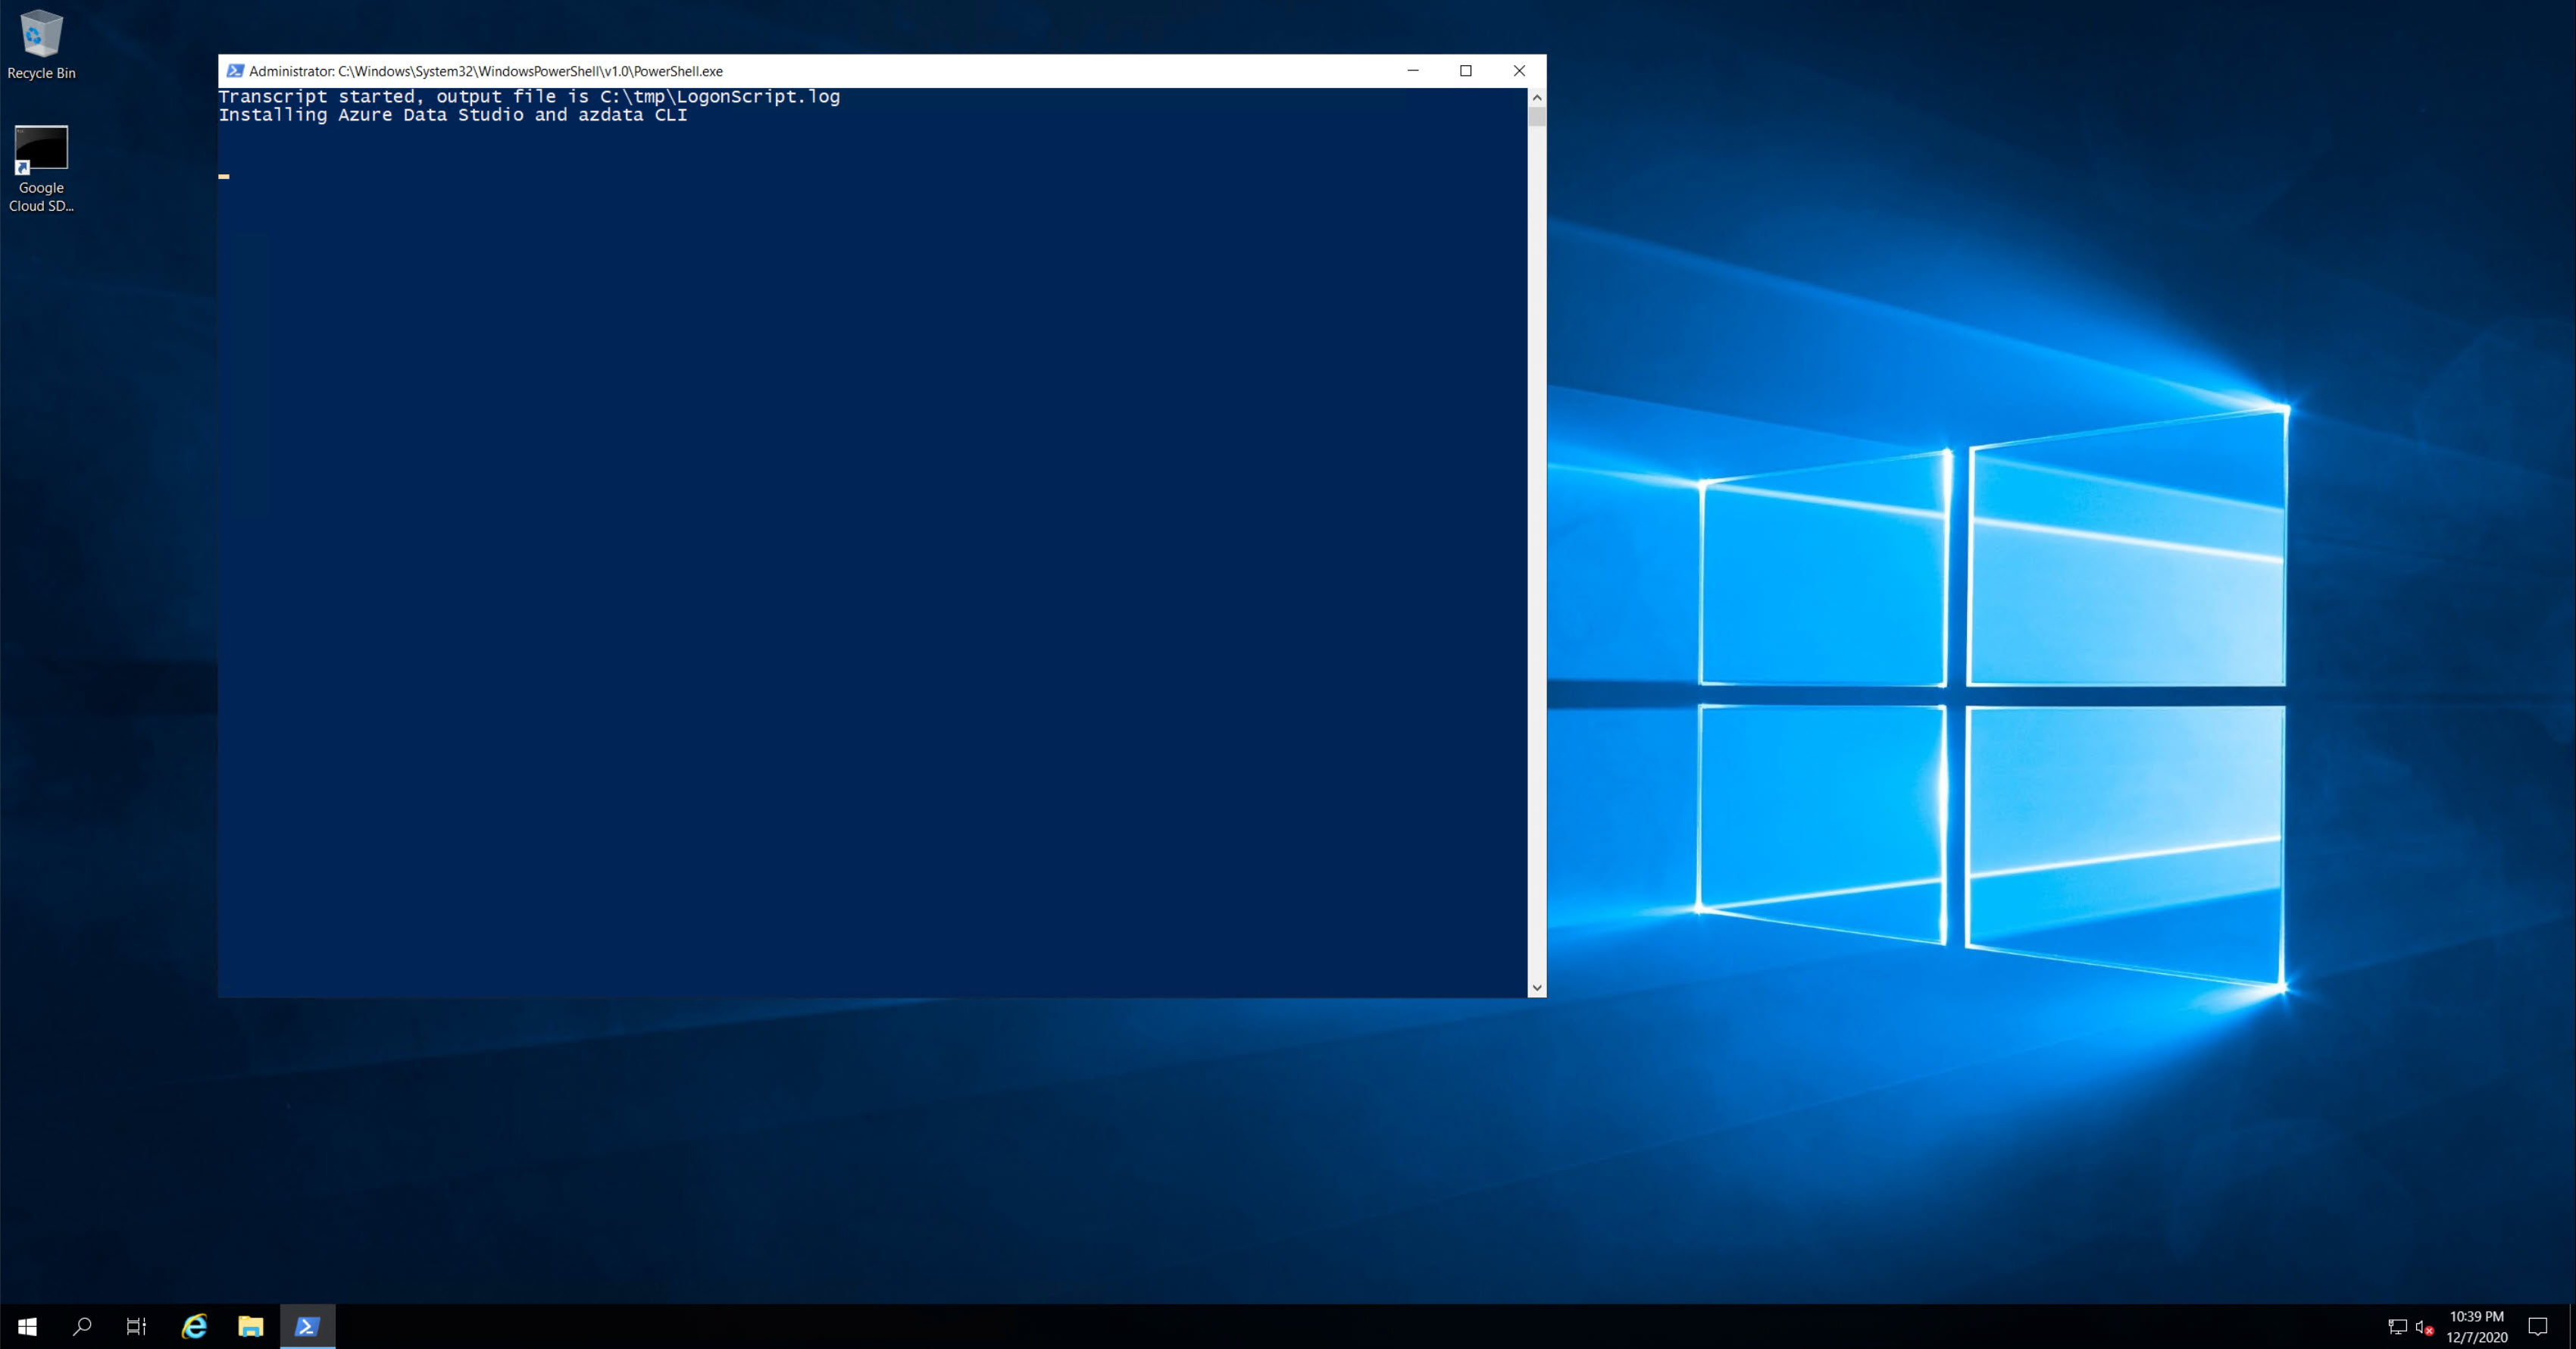 Recycle Bin
Google
Cloud SD...
Administrator: C:\Windows\System32\WindowsPowerShell\v1.0\PowerShell.exe
Transcript started, output file is C:\tmp\LogonScript.log
Installing Azure Data Studio and azdata CLI
10:39 PM
12/7/2020